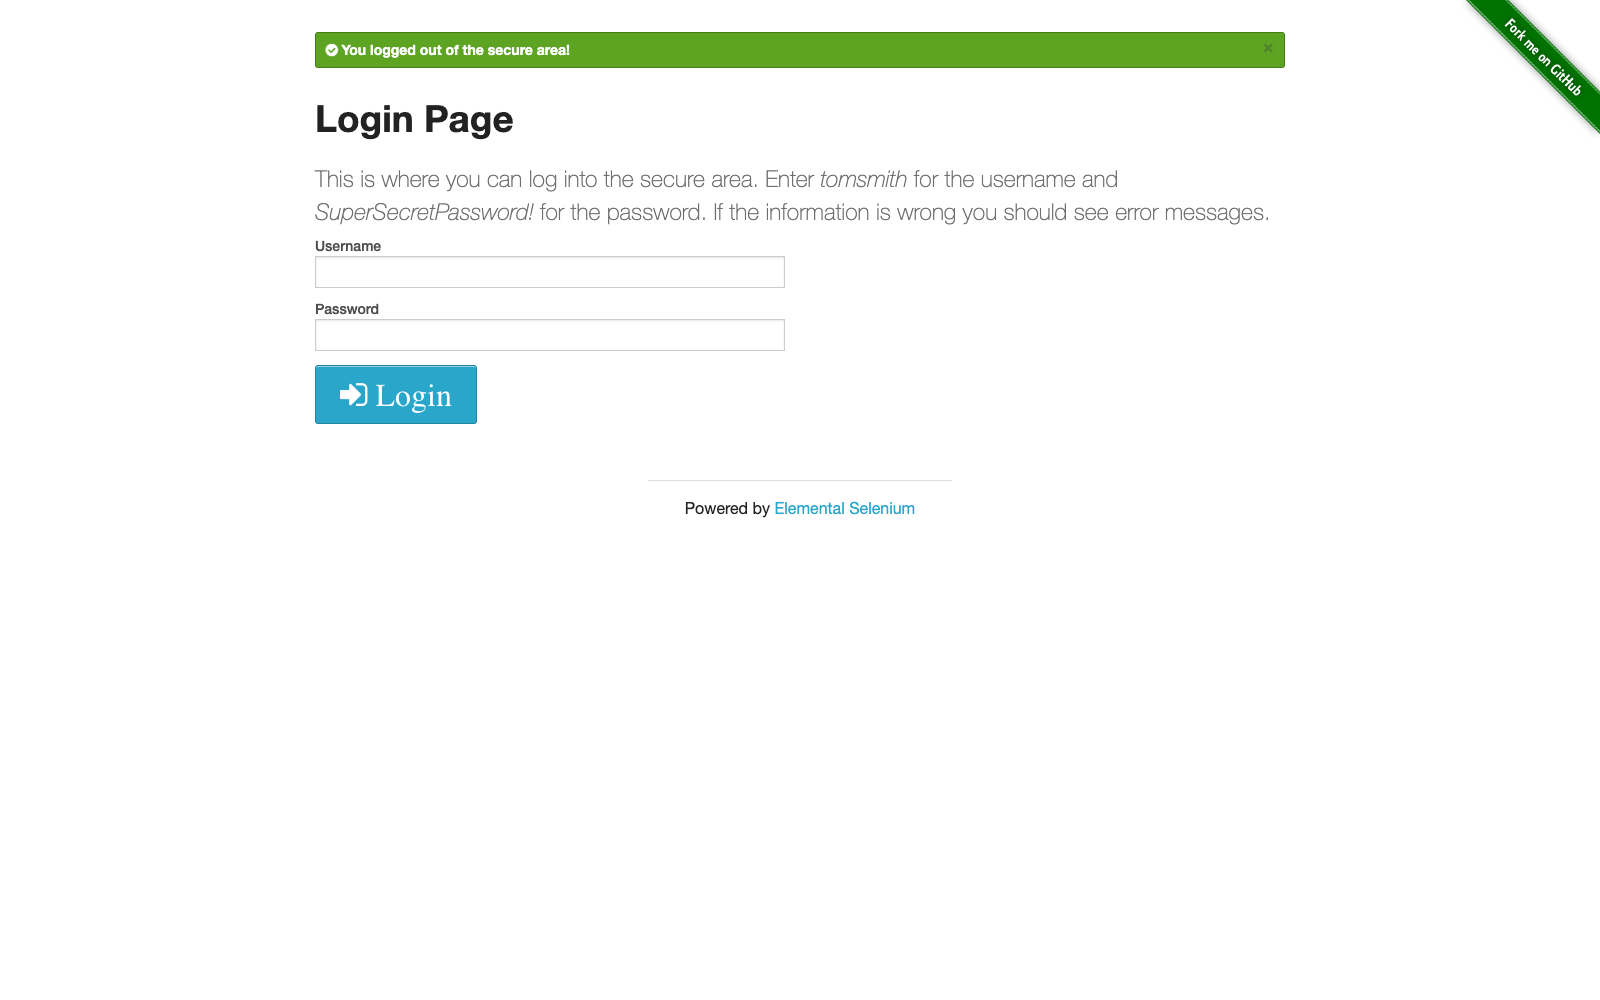 You logged out of the secure area!
×
Fork me on GitHub
Login Page
This is where you can log into the secure area. Enter tomsmith for the username and
SuperSecretPassword! for the password. If the information is wrong you should see error messages.
Username
Password
Login
Powered by Elemental Selenium